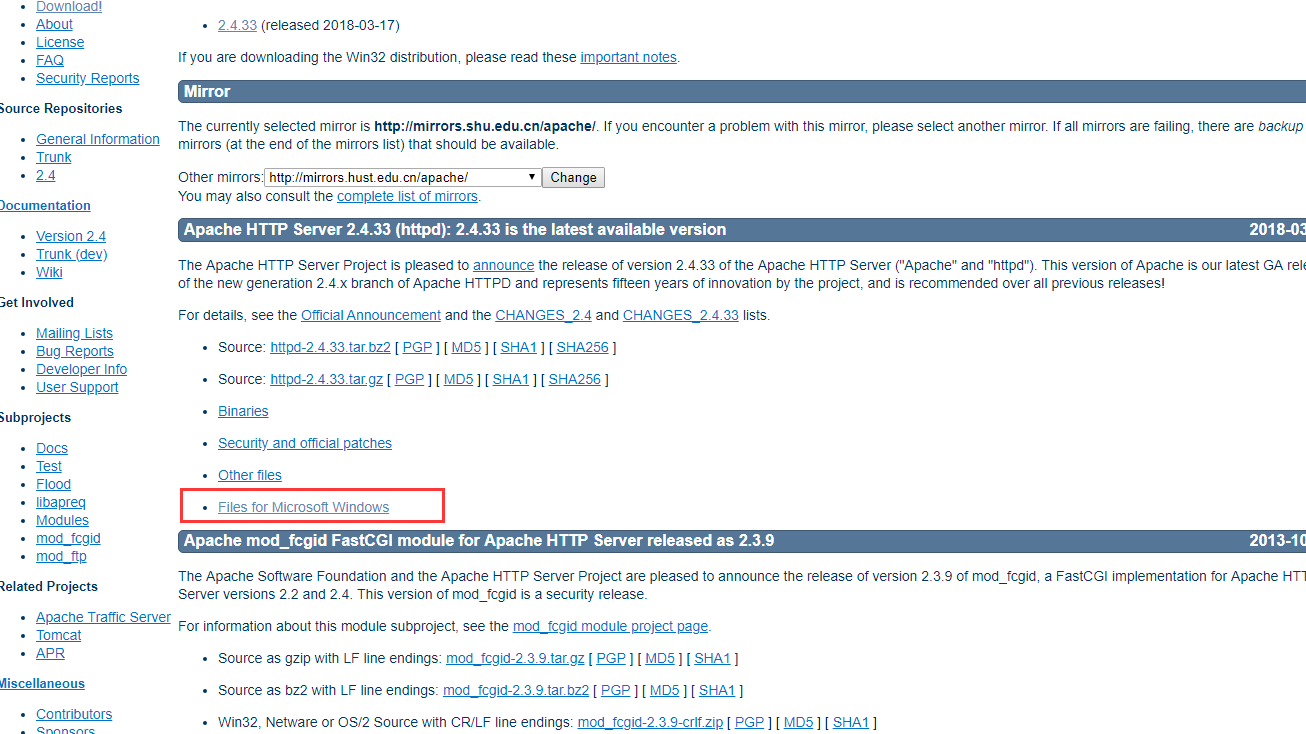 Download!
About
License
FAQ
Security Reports
Source Repositories
General Information
Trunk
2.4
Documentation
Version 2.4
Trunk (dev)
Wiki
Get Involved
Mailing Lists
Bug Reports
Developer Info
User Support
Subprojects
Docs
Test
Flood
libapreq
Modules
mod_fcgid
mod_ftp
Related Projects
Apache Traffic Server
Tomcat
APR
Miscellaneous
Contributors
Sponsors
2.4.33 (released 2018-03-17)
If you are downloading the Win32 distribution, please read these important notes.
Mirror
The currently selected mirror is http://mirrors.shu.edu.cn/apache/. If you encounter a problem with this mirror, please select another mirror. If all mirrors are failing, there are backup
mirrors (at the end of the mirrors list) that should be available.
Other mirrors: http://mirrors.hust.edu.cn/apache/ Change
You may also consult the complete list of mirrors.
Apache HTTP Server 2.4.33 (httpd): 2.4.33 is the latest available version 2018-03
The Apache HTTP Server Project is pleased to announce the release of version 2.4.33 of the Apache HTTP Server ("Apache" and "httpd"). This version of Apache is our latest GA rele
of the new generation 2.4.x branch of Apache HTTPD and represents fifteen years of innovation by the project, and is recommended over all previous releases!
For details, see the Official Announcement and the CHANGES_2.4 and CHANGES_2.4.33 lists.
Source: httpd-2.4.33.tar.bz2 [ PGP ] [ MD5 ] [ SHA1 ] [ SHA256 ]
Source: httpd-2.4.33.tar.gz [ PGP ] [ MD5 ] [ SHA1 ] [ SHA256 ]
Binaries
Security and official patches
Other files
Files for Microsoft Windows
Apache mod_fcgid FastCGI module for Apache HTTP Server released as 2.3.9 2013-10
The Apache Software Foundation and the Apache HTTP Server Project are pleased to announce the release of version 2.3.9 of mod_fcgid, a FastCGI implementation for Apache HTT
Server versions 2.2 and 2.4. This version of mod_fcgid is a security release.
For information about this module subproject, see the mod_fcgid module project page.
Source as gzip with LF line endings: mod_fcgid-2.3.9.tar.gz [ PGP ] [ MD5 ] [ SHA1 ]
Source as bz2 with LF line endings: mod_fcgid-2.3.9.tar.bz2 [ PGP ] [ MD5 ] [ SHA1 ]
Win32, Netware or OS/2 Source with CR/LF line endings: mod_fcgid-2.3.9-crlf.zip [ PGP ] [ MD5 ] [ SHA1 ]